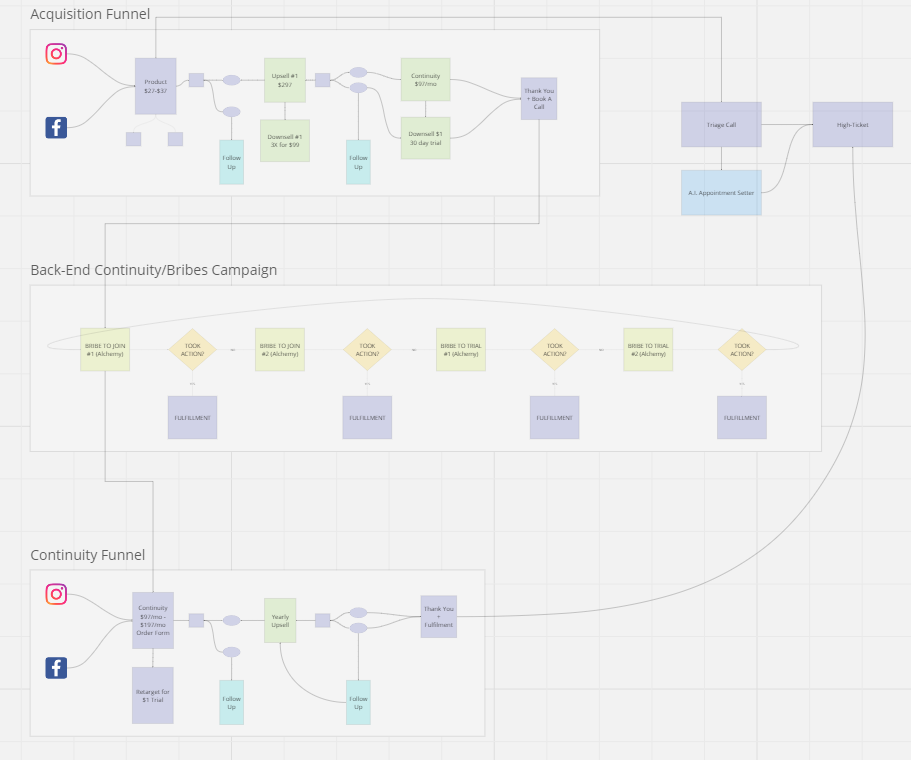 Acquisition Funnel
Product
$27-$37
Upsell #1
$297
Downsell #1
3X for $99
Follow
Up
Follow
Up
Continuity
$97/mo
Downsell $1
30 day trial
Thank You
+ Book A
Call
Triage Call
High-Ticket
A.I. Appointment Setter
Back-End Continuity/Bribes Campaign
BRIBE TO JOIN
#1 (Alchemy)
TOOK
ACTION?
BRIBE TO JOIN
#2 (Alchemy)
TOOK
ACTION?
BRIBE TO TRIAL
#1 (Alchemy)
TOOK
ACTION?
BRIBE TO TRIAL
#2 (Alchemy)
TOOK
ACTION?
FULFILLMENT
FULFILLMENT
FULFILLMENT
FULFILLMENT
Continuity Funnel
Continuity
$97/mo -
$197/mo
Order Form
Retarget for
$1 Trial
Follow
Up
Yearly
Upsell
Follow
Up
Thank You
+
Fulfilment